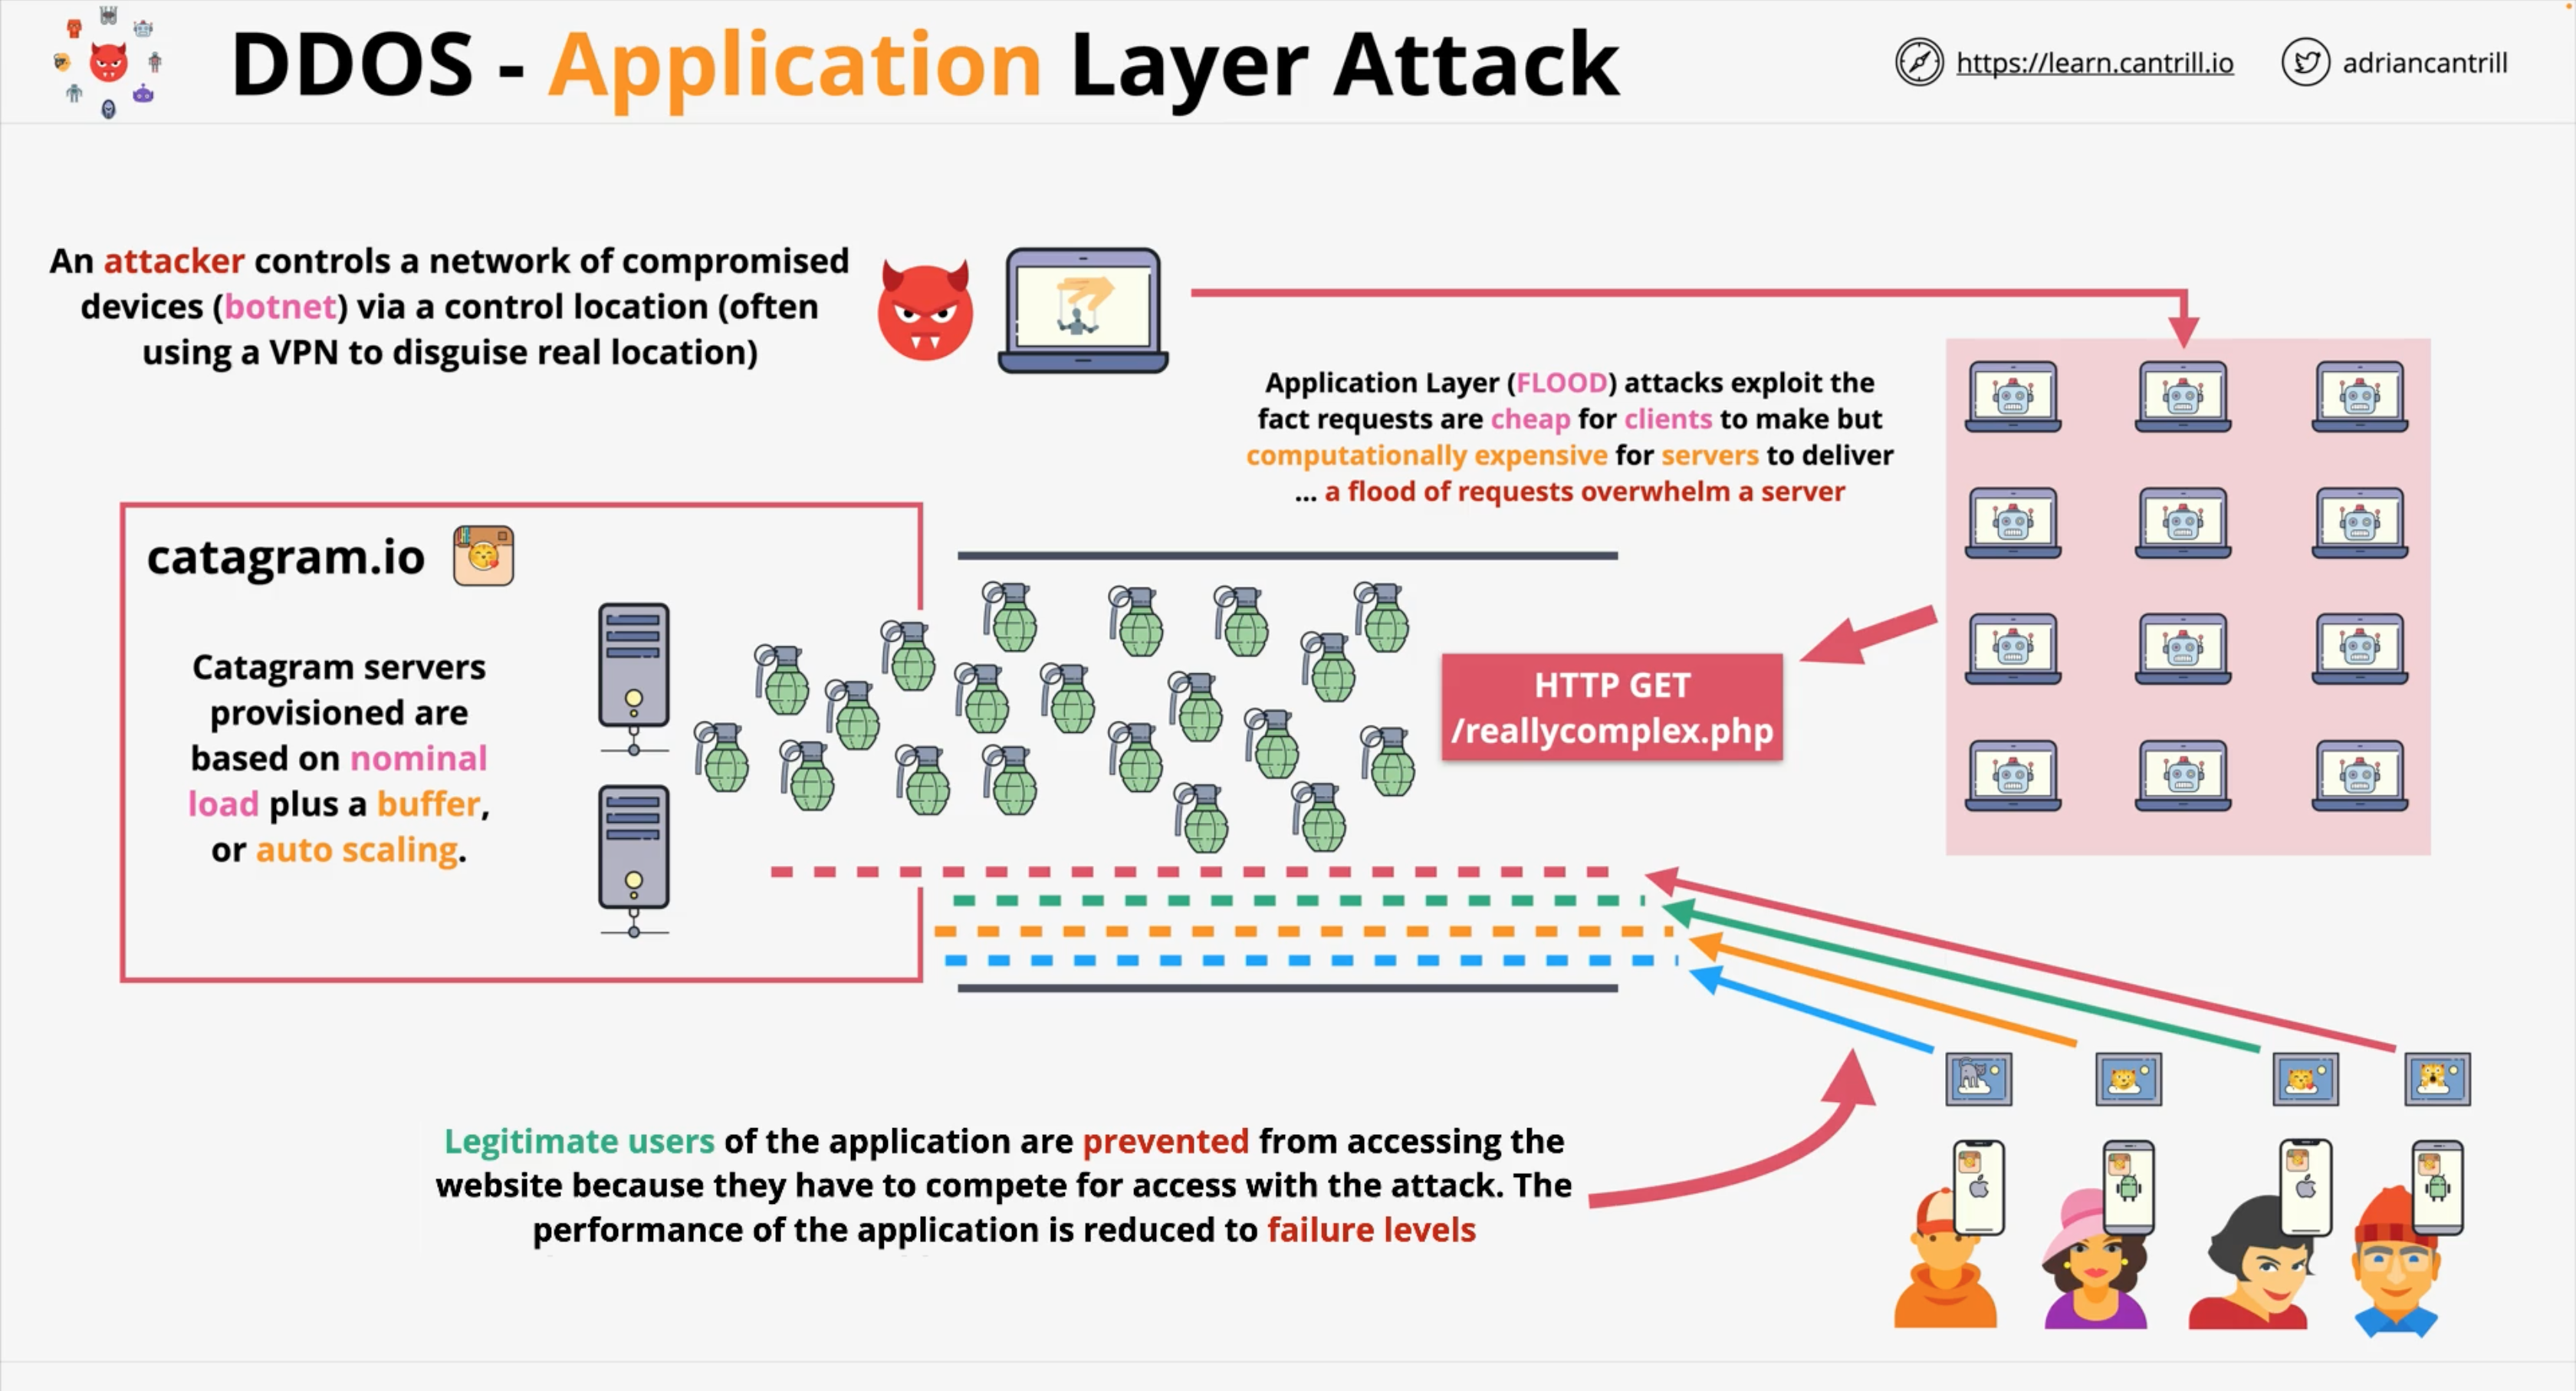 DDOS - Application Layer Attack
https://learn.cantrill.io
adriancantrill
An attacker controls a network of compromised
devices (botnet) via a control location (often
using a VPN to disguise real location)
Application Layer (FLOOD) attacks exploit the
fact requests are cheap for clients to make but
computationally expensive for servers to deliver
... a flood of requests overwhelm a server
catagram.io
Catagram servers
provisioned are
based on nominal
load plus a buffer,
or auto scaling.
HTTP GET
/reallycomplex.php
Legitimate users of the application are prevented from accessing the
website because they have to compete for access with the attack. The
performance of the application is reduced to failure levels